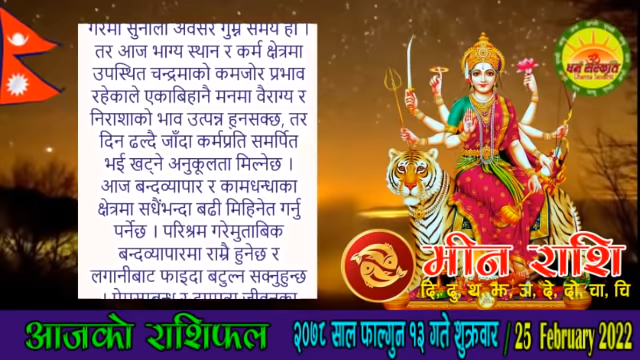 गरेमा सुनौलो अवसर गुम्ने समय हो ।
तर आज भाग्य स्थान र कर्म क्षेत्रमा
उपस्थित चन्द्रमाको कमजोर प्रभाव
रहेकाले एकाबिहानै मनमा वैराग्य र
निराशाको भाव उत्पन्न हुनसक्छ, तर
दिन ढल्दै जाँदा कर्मप्रति समर्पित
भई खट्ने अनुकूलता मिल्नेछ ।
आज बन्दव्यापार र कामधन्धाका
क्षेत्रमा सधैंभन्दा बढी मिहिनेत गर्नु
पर्नेछ । परिश्रम गरेमुताबिक
बन्दव्यापारमा राम्रै हुनेछ र
लगानीबाट फाइदा बटुल्न सक्नुहुन्छ
धर्म संस्कृति
मीन राशि
दि, दु, थ, झ, ञ, दे, दो, चा, चि
आजको राशिफल
२०७८ साल फाल्गुन १३ गते शुक्रवार / 25 February 2022